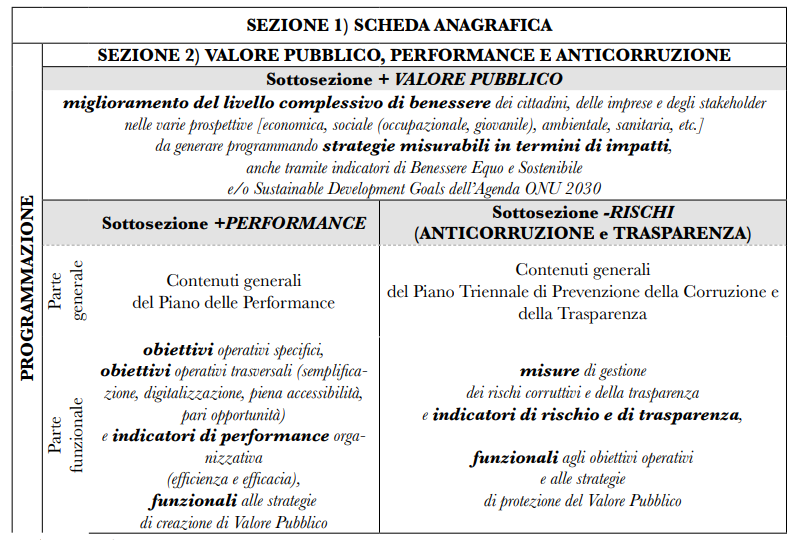 SEZIONE 1) SCHEDA ANAGRAFICA
PROGRAMMAZIONE
SEZIONE 2) VALORE PUBBLICO, PERFORMANCE E ANTICORRUZIONE
Sottosezione + VALORE PUBBLICO
miglioramento del livello complessivo di benessere dei cittadini, delle imprese e degli stakeholder
nelle varie prospettive [economica, sociale (occupazionale, giovanile), ambientale, sanitaria, etc.]
da generare programmando strategie misurabili in termini di impatti,
anche tramite indicatori di Benessere Equo e Sostenibile
e/o Sustainable Development Goals dell'Agenda ONU 2030
Sottosezione +PERFORMANCE
Sottosezione -RISCHI
(ANTICORRUZIONE e TRASPARENZA)
Parte
generale
Contenuti generali
del Piano delle Performance
Contenuti generali
del Piano Triennale di Prevenzione della Corruzione e
della Trasparenza
Parte
funzionale
obiettivi operativi specifici,
obiettivi operativi trasversali (semplifica-
zione, digitalizzazione, piena accessibilità,
pari opportunità)
e indicatori di performance orga-
nizzativa
(efficienza e efficacia),
funzionali alle strategie
di creazione di Valore Pubblico
misure di gestione
dei rischi corruttivi e della trasparenza
e indicatori di rischio e di trasparenza,
funzionali agli obiettivi operativi
e alle strategie
di protezione del Valore Pubblico